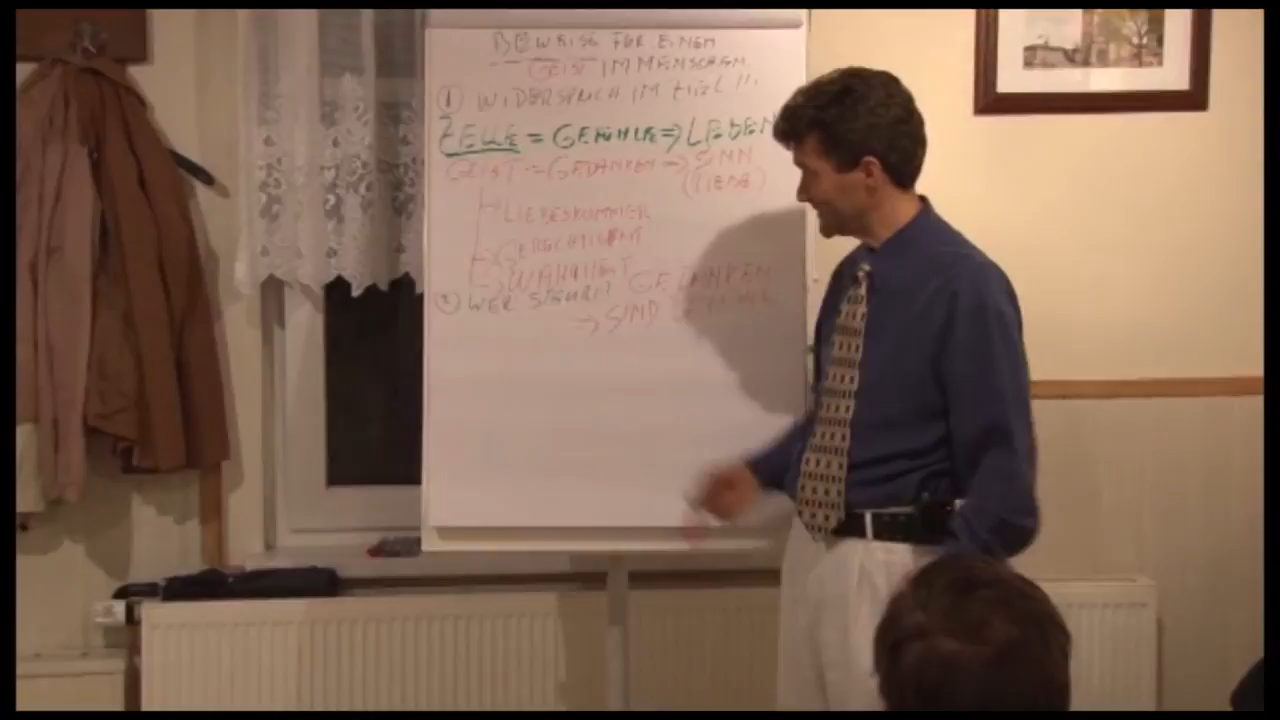 BEWEISE FÜR EINEN
GEIST IM MENSCHEN
① WIDERSPRUCH IM ZIEL !!!
ZELLE = GEFÜHLE => LEBEN
GEIST = GEDANKEN -> SINN
(LIEBE)
LIEBESKUMMER
GERECHTIGKEIT
WAHRHEIT
② WER STEUERT GEDANKEN
-> SIND